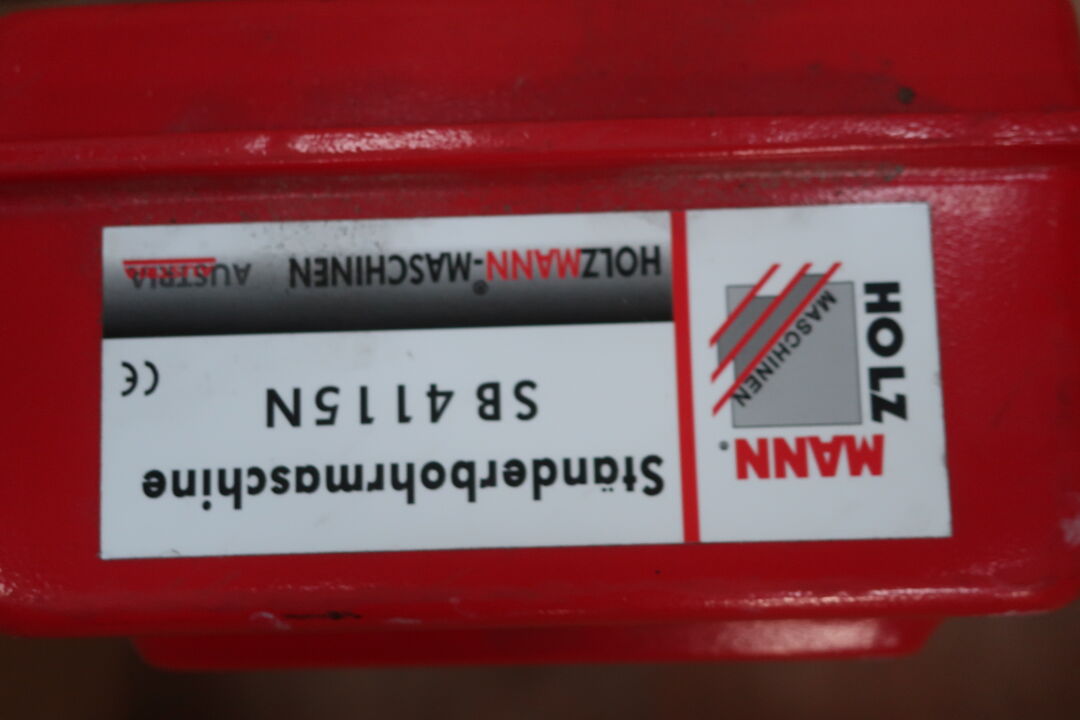 MANN®
HOLZ
MASCHINEN
Ständerbohrmaschine
SB 4115N
CE
HOLZMANN®-MASCHINEN AUSTRIA